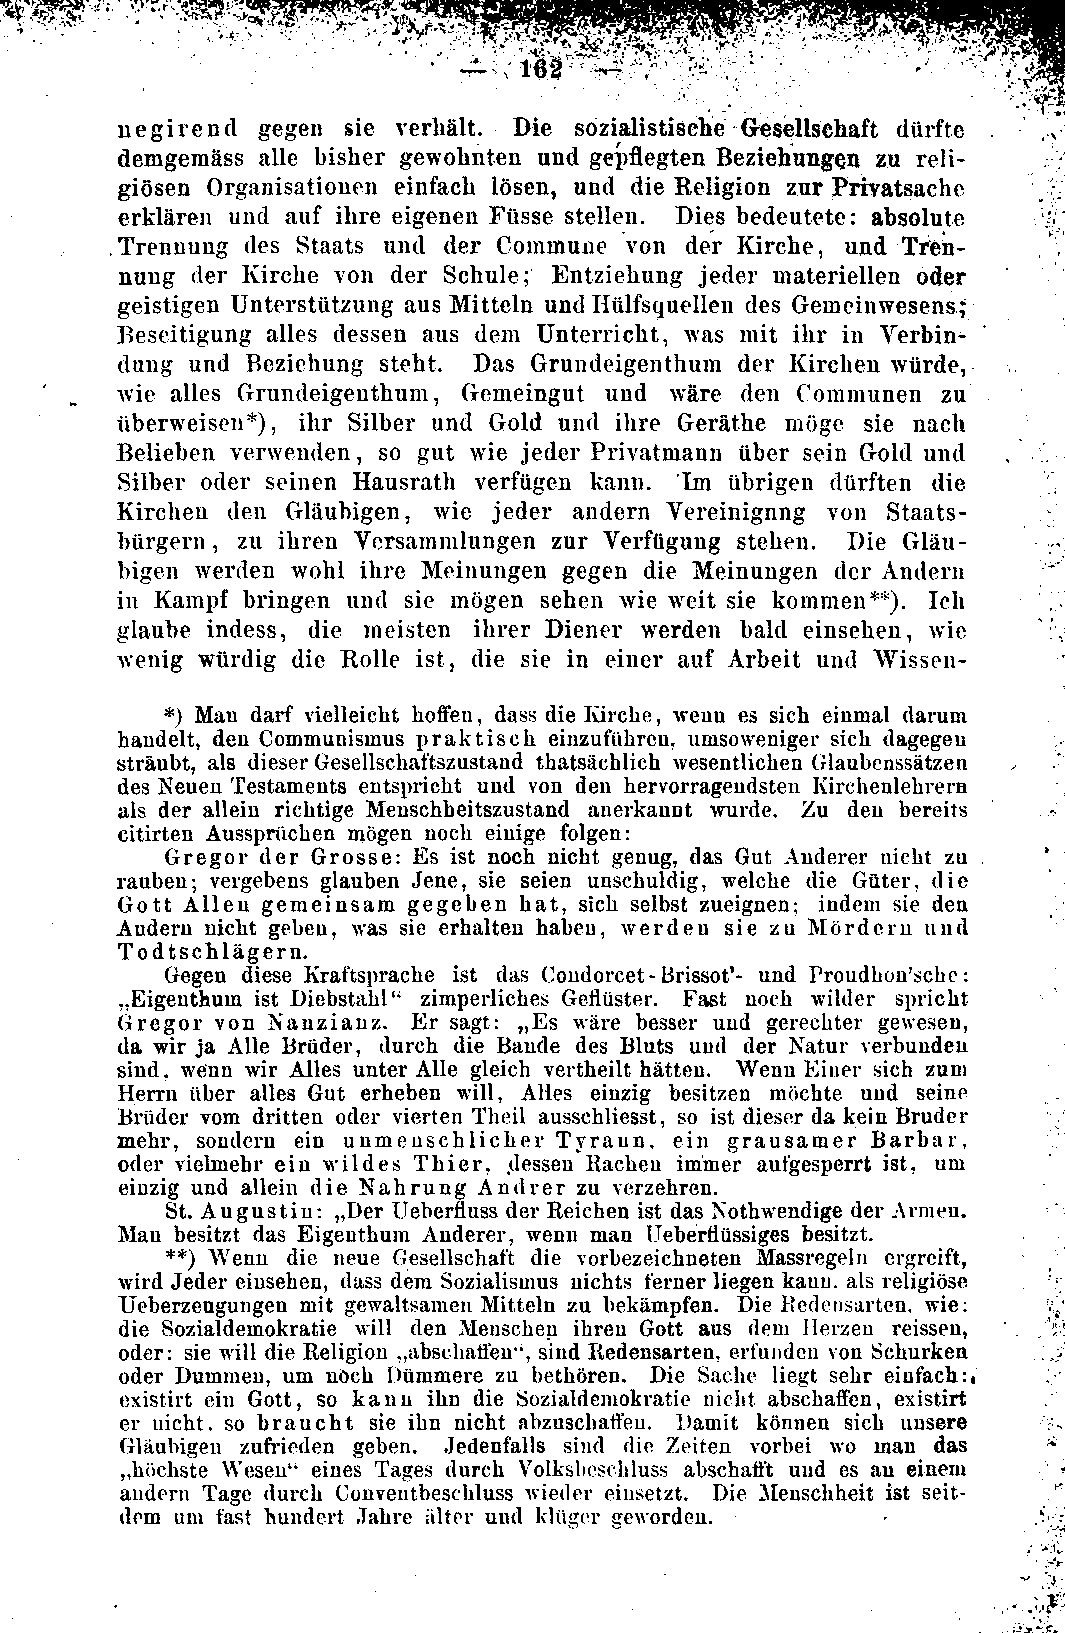 — 162 —
negirend gegen sie verhält. Die sozialistische Gesellschaft dürfte
demgemäss alle bisher gewohnten und gepflegten Beziehungen zu reli-
giösen Organisationen einfach lösen, und die Religion zur Privatsache
erklären und auf ihre eigenen Füsse stellen. Dies bedeutete: absolute
Trennung des Staats und der Commune von der Kirche, und Tren-
nung der Kirche von der Schule; Entziehung jeder materiellen oder
geistigen Unterstützung aus Mitteln und Hülfsquellen des Gemeinwesens;
Beseitigung alles dessen aus dem Unterricht, was mit ihr in Verbin-
dung und Beziehung steht. Das Grundeigenthum der Kirchen würde,
wie alles Grundeigenthum, Gemeingut und wäre den Communen zu
überweisen*), ihr Silber und Gold und ihre Geräthe möge sie nach
Belieben verwenden, so gut wie jeder Privatmann über sein Gold und
Silber oder seinen Hausrath verfügen kann. Im übrigen dürften die
Kirchen den Gläubigen, wie jeder andern Vereinignng von Staats-
bürgern, zu ihren Versammlungen zur Verfügung stehen. Die Gläu-
bigen werden wohl ihre Meinungen gegen die Meinungen der Andern
in Kampf bringen und sie mögen sehen wie weit sie kommen**). Ich
glaube indess, die meisten ihrer Diener werden bald einsehen, wie
wenig würdig die Rolle ist, die sie in einer auf Arbeit und Wissen-
*) Man darf vielleicht hoffen, dass die Kirche, wenn es sich einmal darum
handelt, den Communismus praktisch einzuführen, umsoweniger sich dagegen
sträubt, als dieser Gesellschaftszustand thatsächlich wesentlichen Glaubenssätzen
des Neuen Testaments entspricht und von den hervorragendsten Kirchenlehrern
als der allein richtige Menschheitszustand anerkannt wurde. Zu den bereits
citirten Aussprüchen mögen noch einige folgen:
Gregor der Grosse: Es ist noch nicht genug, das Gut Anderer nicht zu
rauben; vergebens glauben Jene, sie seien unschuldig, welche die Güter, die
Gott Allen gemeinsam gegeben hat, sich selbst zueignen; indem sie den
Andern nicht geben, was sie erhalten haben, werden sie zu Mördern und
Todtschlägern.
Gegen diese Kraftsprache ist das Condorcet-Brissot'- und Proudhon'sche:
„Eigenthum ist Diebstahl“ zimperliches Geflüster. Fast noch wilder spricht
Gregor von Nanzianz. Er sagt: „Es wäre besser und gerechter gewesen,
da wir ja Alle Brüder, durch die Bande des Bluts und der Natur verbunden
sind, wenn wir Alles unter Alle gleich vertheilt hätten. Wenn Einer sich zum
Herrn über alles Gut erheben will, Alles einzig besitzen möchte und seine
Brüder vom dritten oder vierten Theil ausschliesst, so ist dieser da kein Bruder
mehr, sondern ein unmenschlicher Tyrann, ein grausamer Barbar,
oder vielmehr ein wildes Thier, dessen Rachen immer aufgesperrt ist, um
einzig und allein die Nahrung Andrer zu verzehren.
St. Augustin: „Der Ueberfluss der Reichen ist das Nothwendige der Armen.
Man besitzt das Eigenthum Anderer, wenn man Ueberflüssiges besitzt.
**) Wenn die neue Gesellschaft die vorbezeichneten Massregeln ergreift,
wird Jeder einsehen, dass dem Sozialismus nichts ferner liegen kann, als religiöse
Ueberzeugungen mit gewaltsamen Mitteln zu bekämpfen. Die Redensarten, wie:
die Sozialdemokratie will den Menschen ihren Gott aus dem Herzen reissen,
oder: sie will die Religion „abschaffen“, sind Redensarten, erfunden von Schurken
oder Dummen, um noch Dümmere zu bethören. Die Sache liegt sehr einfach:
existirt ein Gott, so kann ihn die Sozialdemokratie nicht abschaffen, existirt
er nicht, so braucht sie ihn nicht abzuschaffen. Damit können sich unsere
Gläubigen zufrieden geben. Jedenfalls sind die Zeiten vorbei wo man das
„höchste Wesen“ eines Tages durch Volksbeschluss abschafft und es an einem
andern Tage durch Conventbeschluss wieder einsetzt. Die Menschheit ist seit-
dem um fast hundert Jahre älter und klüger geworden.